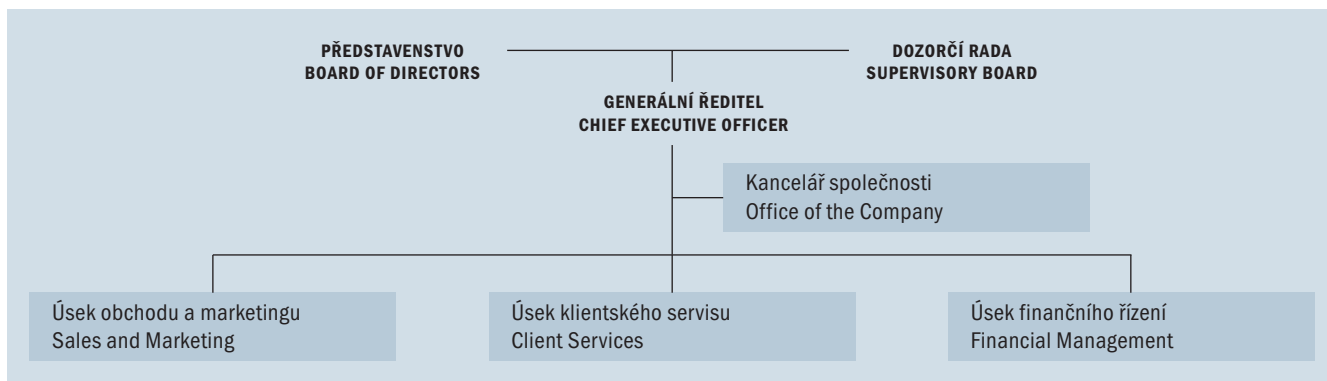 PŘEDSTAVENSTVO
BOARD OF DIRECTORS
DOZORČÍ RADA
SUPERVISORY BOARD
GENERÁLNÍ ŘEDITEL
CHIEF EXECUTIVE OFFICER
Kancelář společnosti
Office of the Company
Úsek obchodu a marketingu
Sales and Marketing
Úsek klientského servisu
Client Services
Úsek finančního řízení
Financial Management